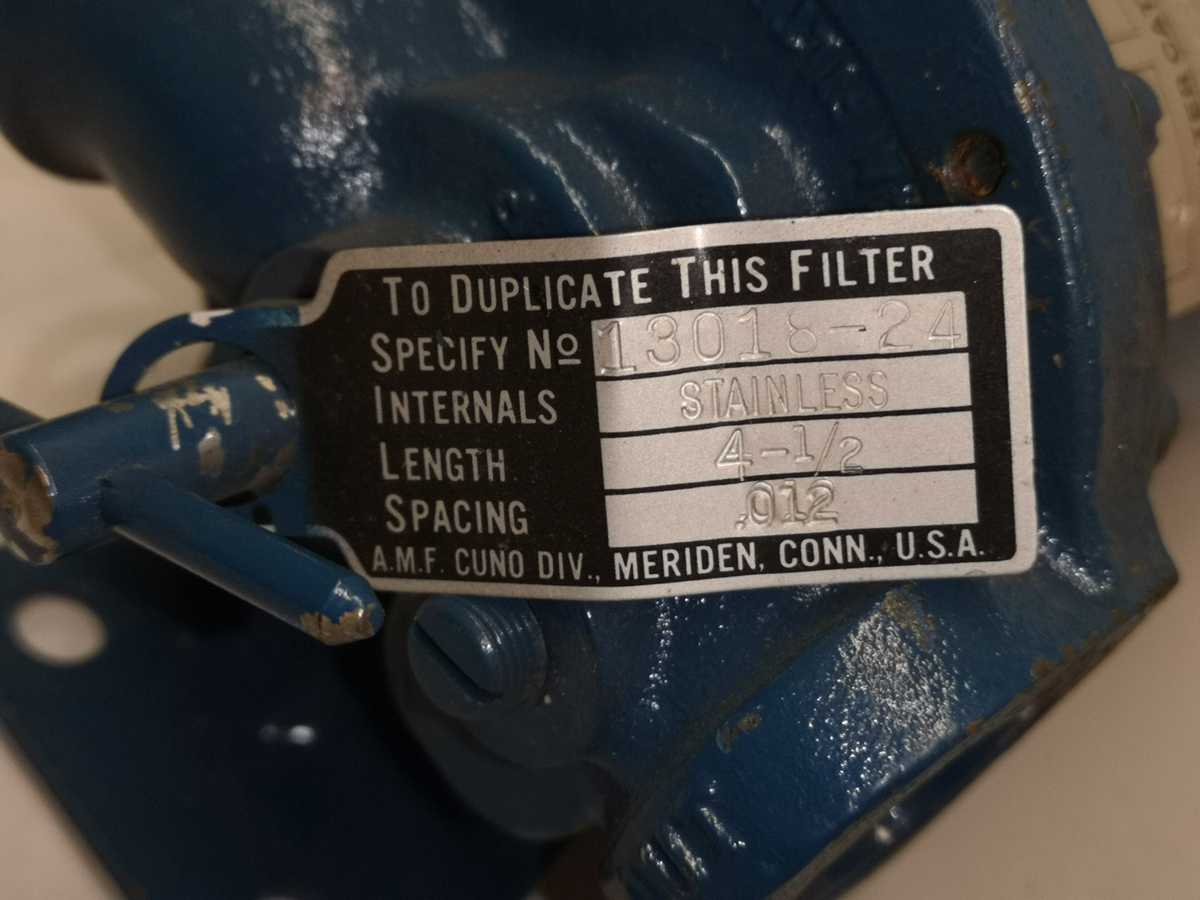 TO DUPLICATE THIS FILTER
SPECIFY NO 13018-24
INTERNALS STAINLESS
LENGTH 4-1/2
SPACING .012
A.M.F. CUNO DIV., MERIDEN, CONN., U.S.A.